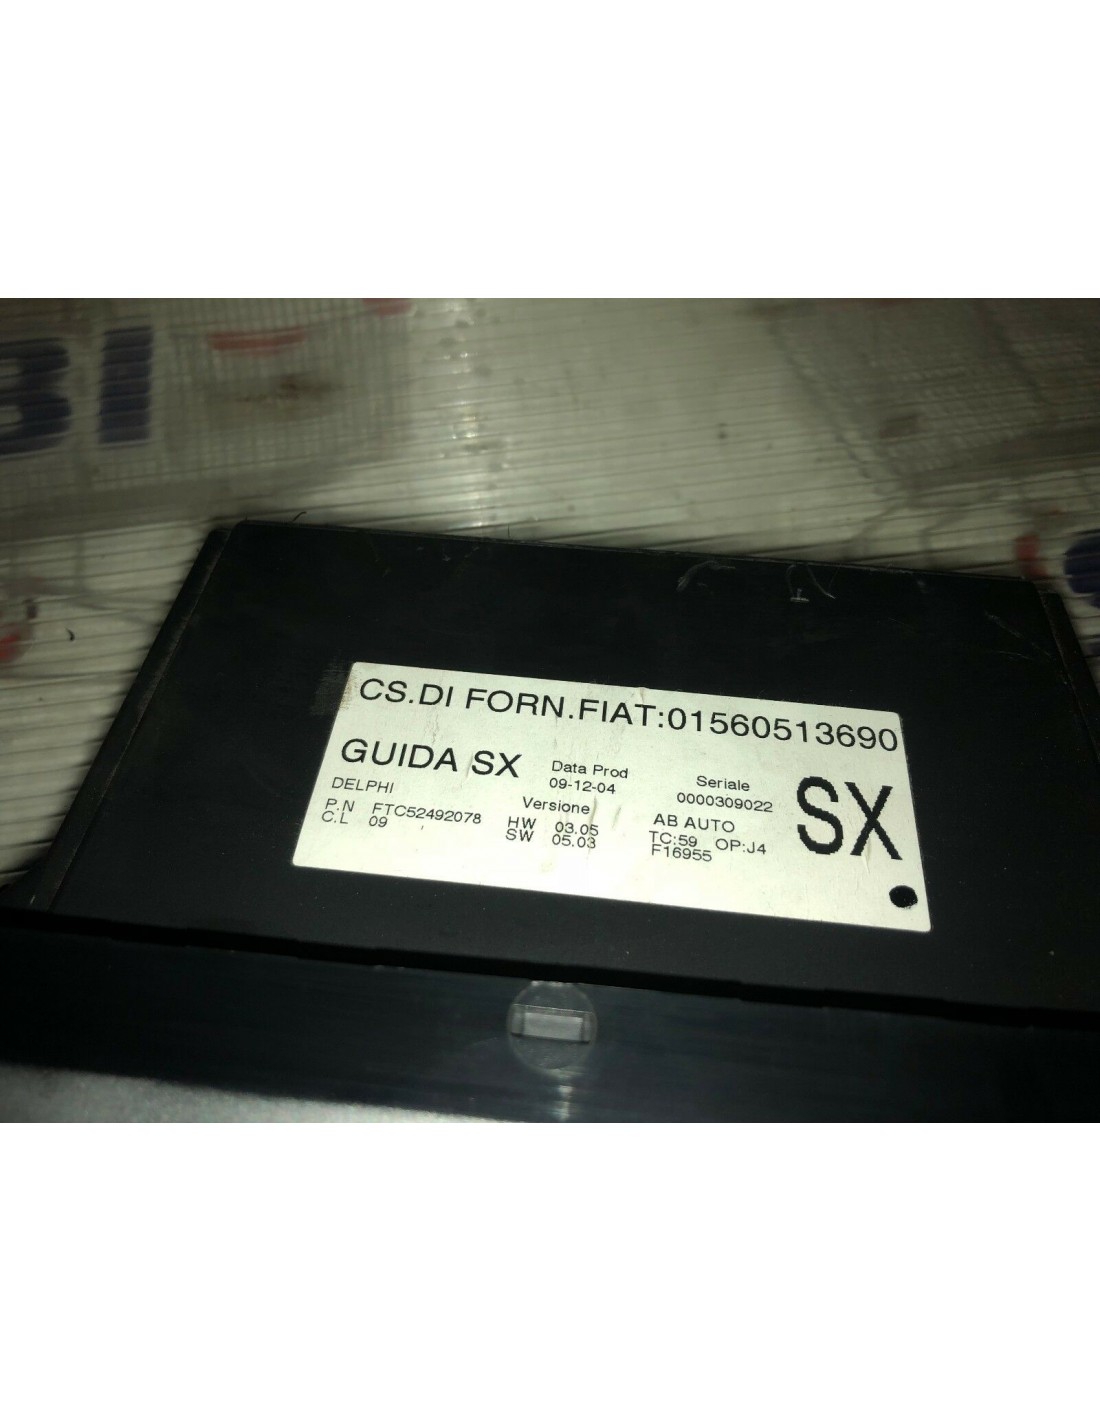 BI
CS.DI FORN.FIAT:01560513690
GUIDA SX
Data Prod
09-12-04
Seriale
0000309022
SX
DELPHI
P.N FTC52492078
C.L 09
Versione
HW 03.05
SW 05.03
AB AUTO
TC:59 OP:J4
F16955